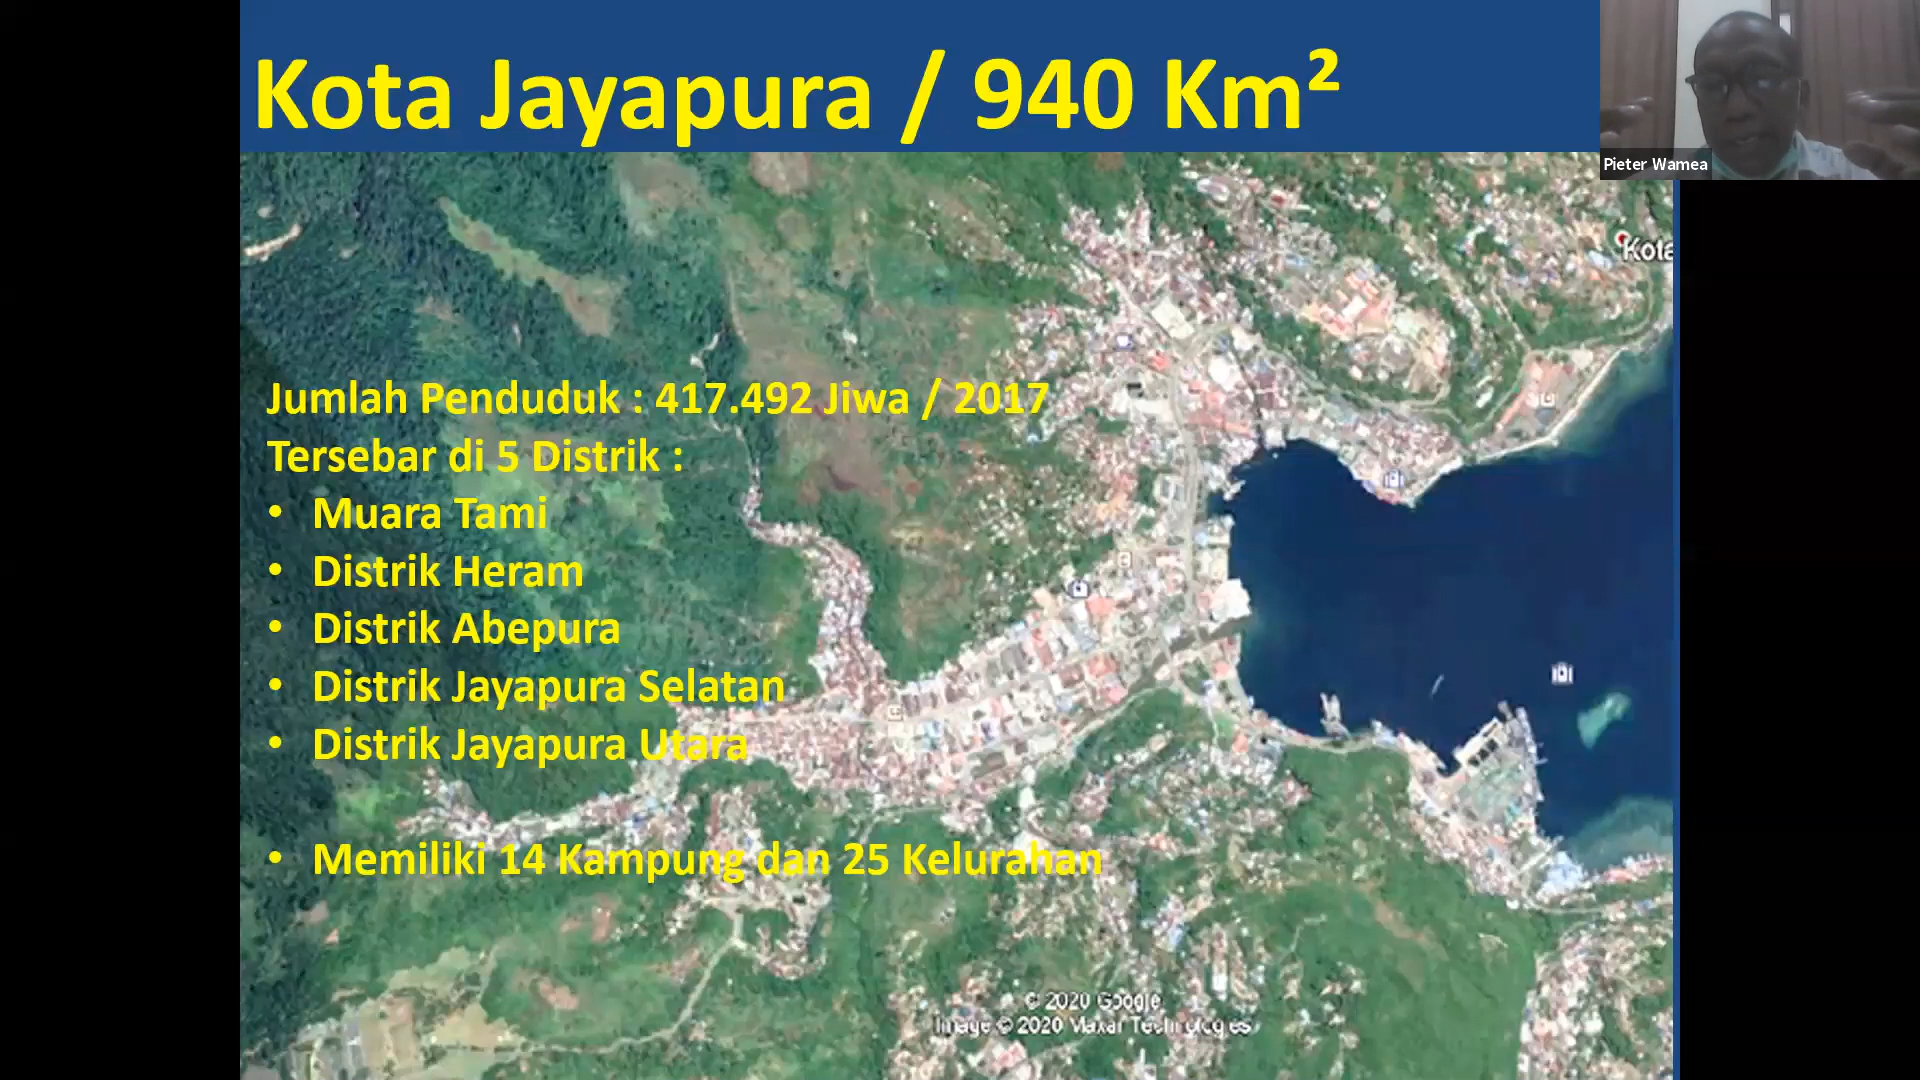 Kota Jayapura / 940 Km²
Pieter Wamea
Kota
Jumlah Penduduk : 417.492 Jiwa / 2017
Tersebar di 5 Distrik :
• Muara Tami
• Distrik Heram
• Distrik Abepura
• Distrik Jayapura Selatan
• Distrik Jayapura Utara
• Memiliki 14 Kampung dan 25 Kelurahan
© 2020 Google
Image © 2020 Maxar Technologies